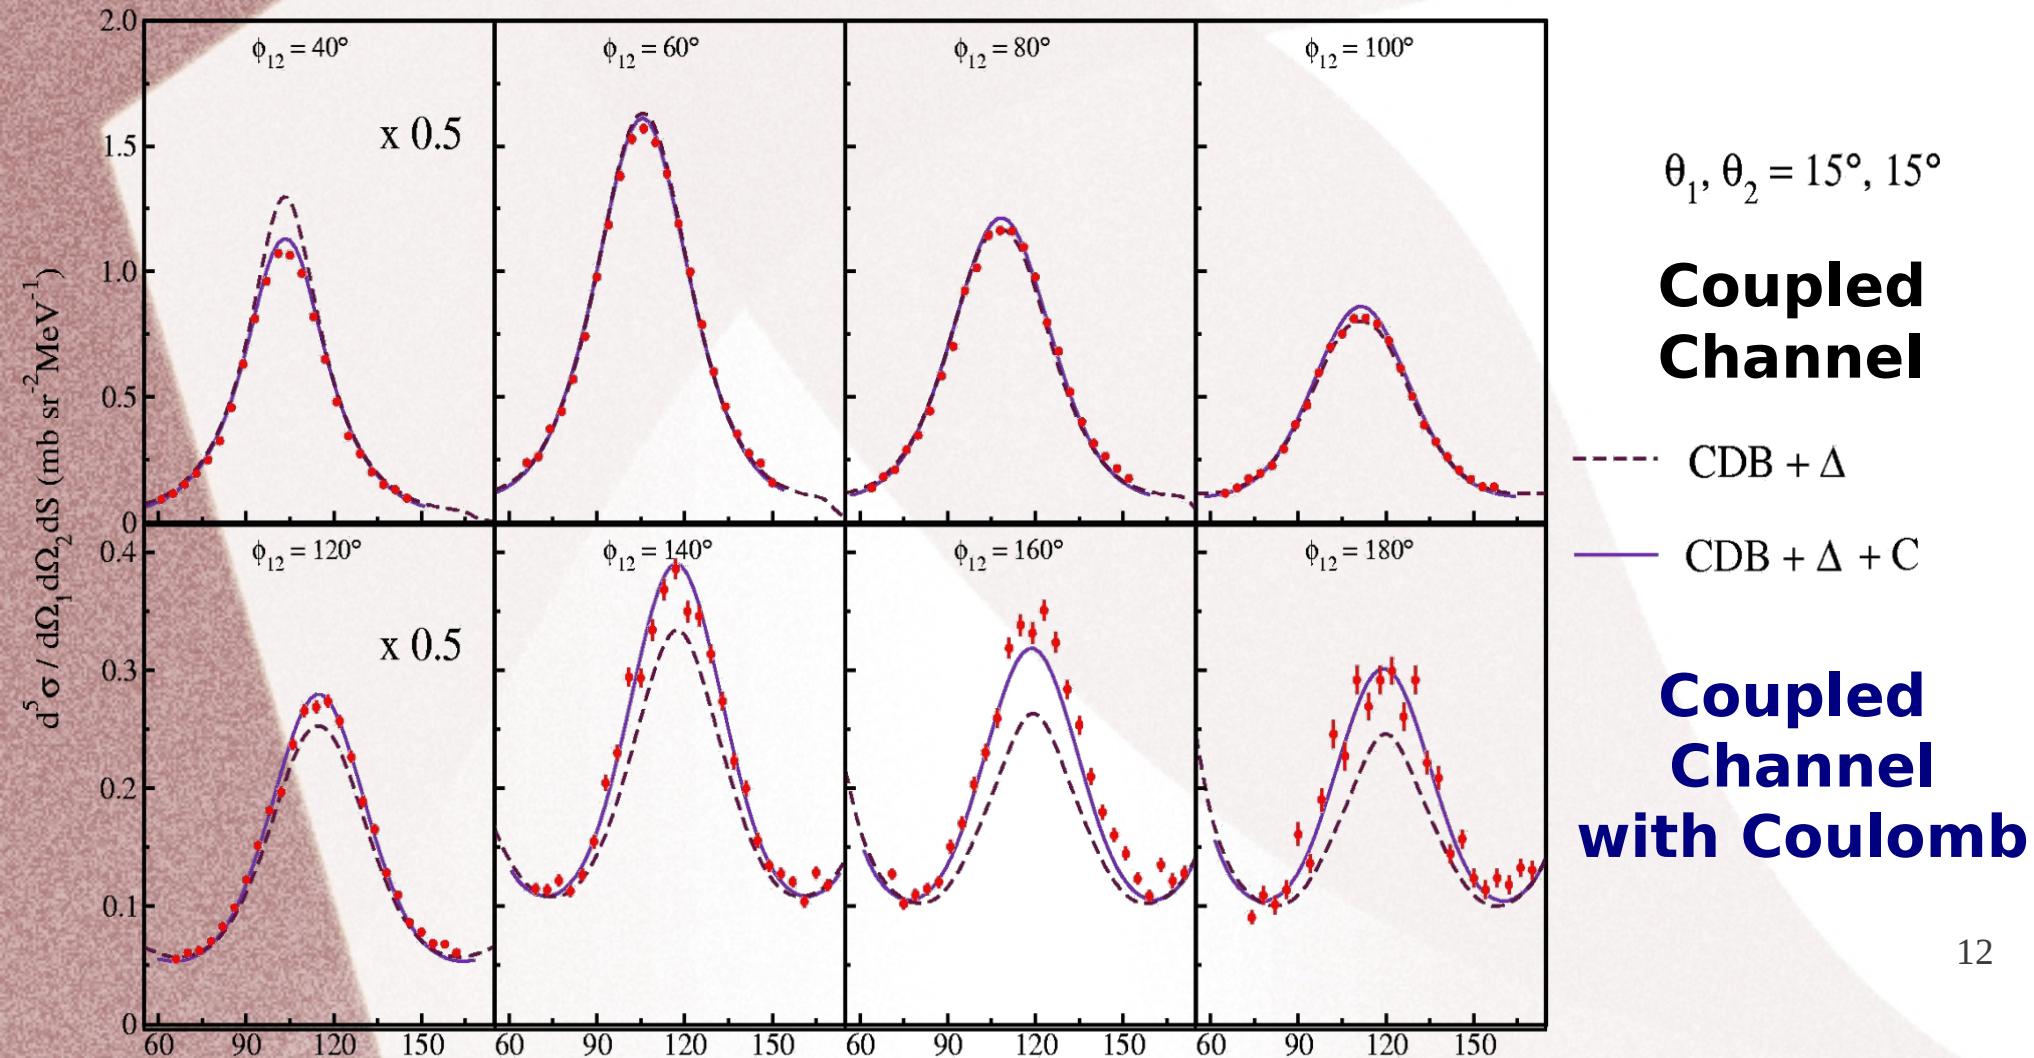 2.0
ϕ12 = 40°
ϕ12 = 60°
ϕ12 = 80°
ϕ12 = 100°
x 0.5
1.5
1.0
0.5
0
θ1, θ2 = 15°, 15°
Coupled
Channel
CDB + Δ
CDB + Δ + C
Coupled
Channel
with Coulomb
d5 σ / dΩ1dΩ2dS (mb sr-2MeV-1)
0.4
ϕ12 = 120°
ϕ12 = 140°
ϕ12 = 160°
ϕ12 = 180°
x 0.5
0.3
0.2
0.1
0
60 90 120 150 60 90 120 150 60 90 120 150 60 90 120 150
12